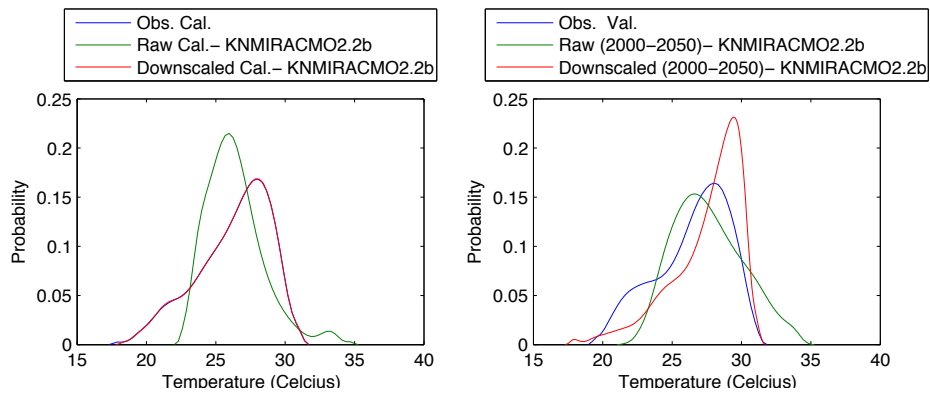 Obs. Cal.
Raw Cal.− KNMIRACMO2.2b
Downscaled Cal.− KNMIRACMO2.2b
0.25
0.2
0.15
0.1
0.05
0
Probability
15 20 25 30 35 40
Temperature (Celcius)
Obs. Val.
Raw (2000−2050)− KNMIRACMO2.2b
Downscaled (2000−2050)− KNMIRACMO2.2b
0.25
0.2
0.15
0.1
0.05
0
Probability
15 20 25 30 35 40
Temperature (Celcius)